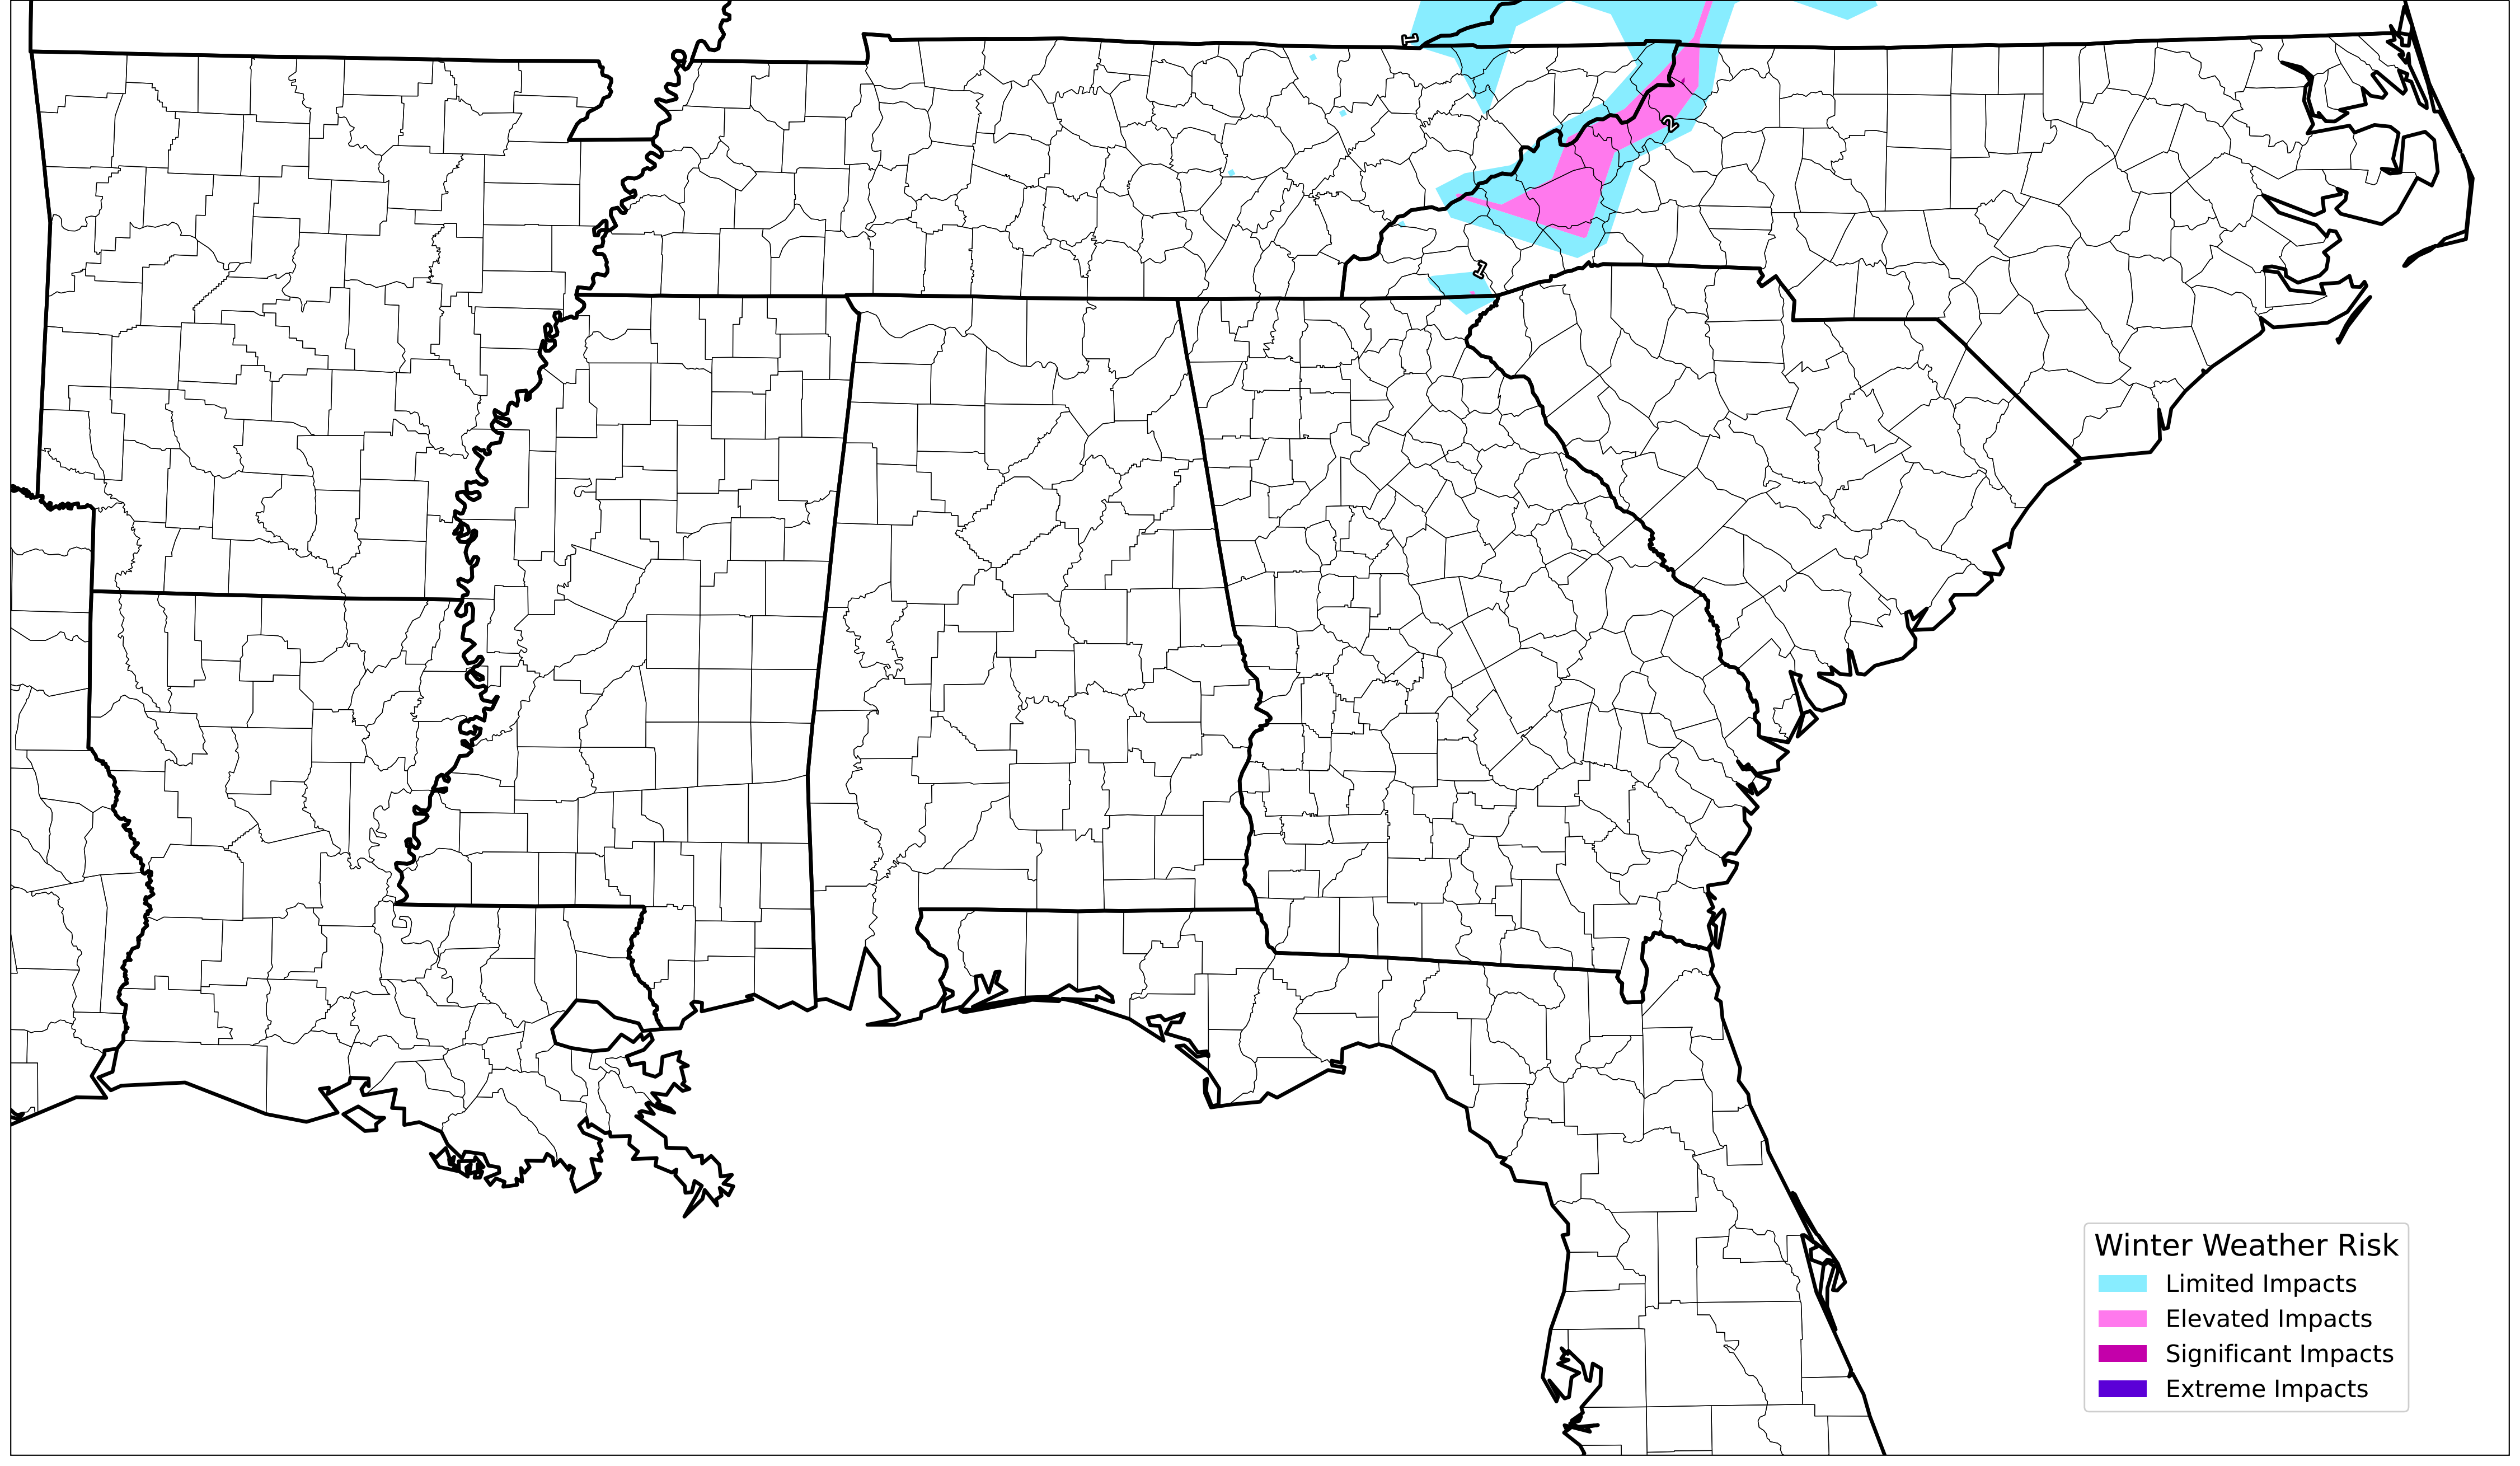 1
2
1
Winter Weather Risk
Limited Impacts
Elevated Impacts
Significant Impacts
Extreme Impacts